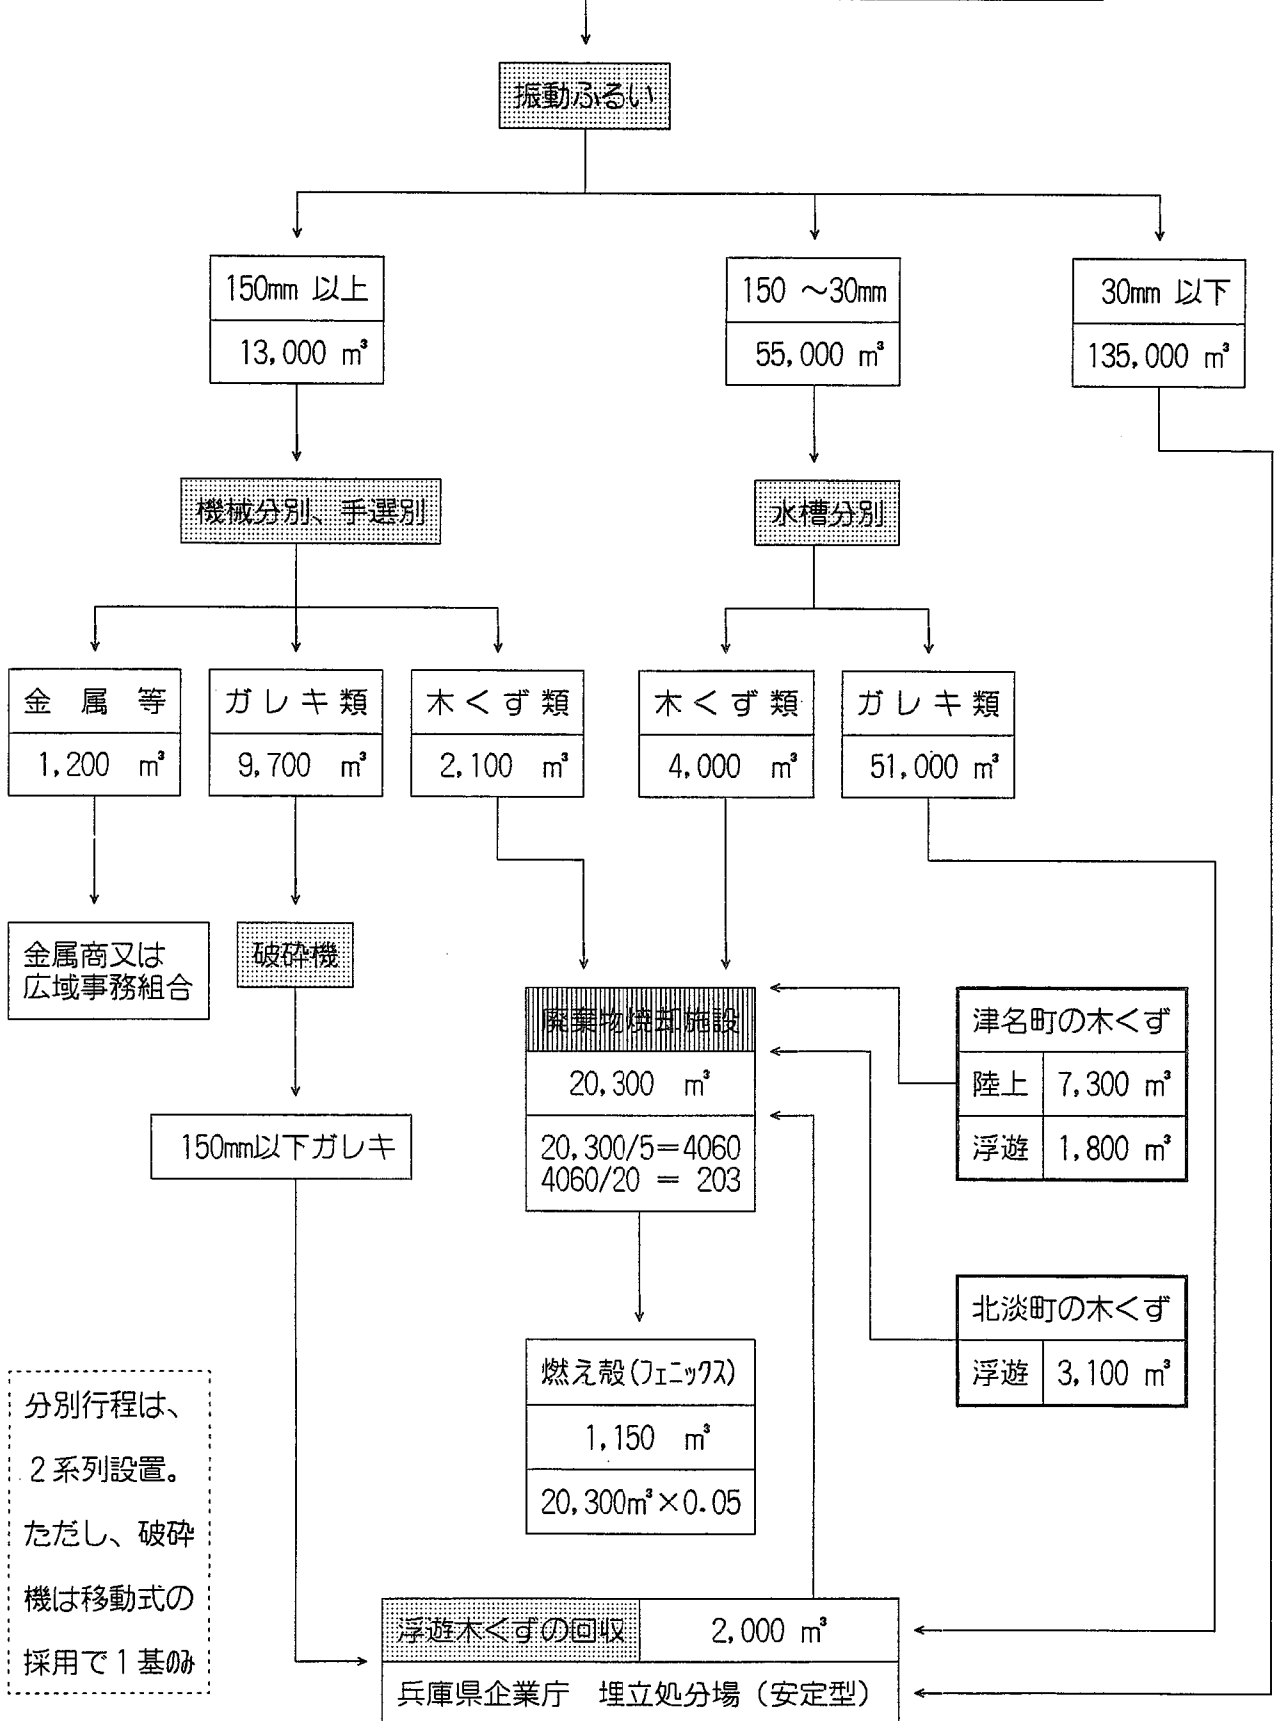 振動ふるい
150mm 以上
13,000 m³
150 ～30mm
55,000 m³
30mm 以下
135,000 m³
機械分別、手選別
水槽分別
金属等
1,200 m³
ガレキ類
9,700 m³
木くず類
2,100 m³
木くず類
4,000 m³
ガレキ類
51,000 m³
金属商又は
広域事務組合
破砕機
150mm以下ガレキ
廃棄物焼却施設
20,300 m³
20,300/5＝4060
4060/20 ＝ 203
津名町の木くず
陸上 7,300 m³
浮遊 1,800 m³
北淡町の木くず
浮遊 3,100 m³
燃え殻(フェニックス)
1,150 m³
20,300m³×0.05
分別行程は、
２系列設置。
ただし、破砕
機は移動式の
採用で１基のみ
浮遊木くずの回収 2,000 m³
兵庫県企業庁 埋立処分場（安定型）